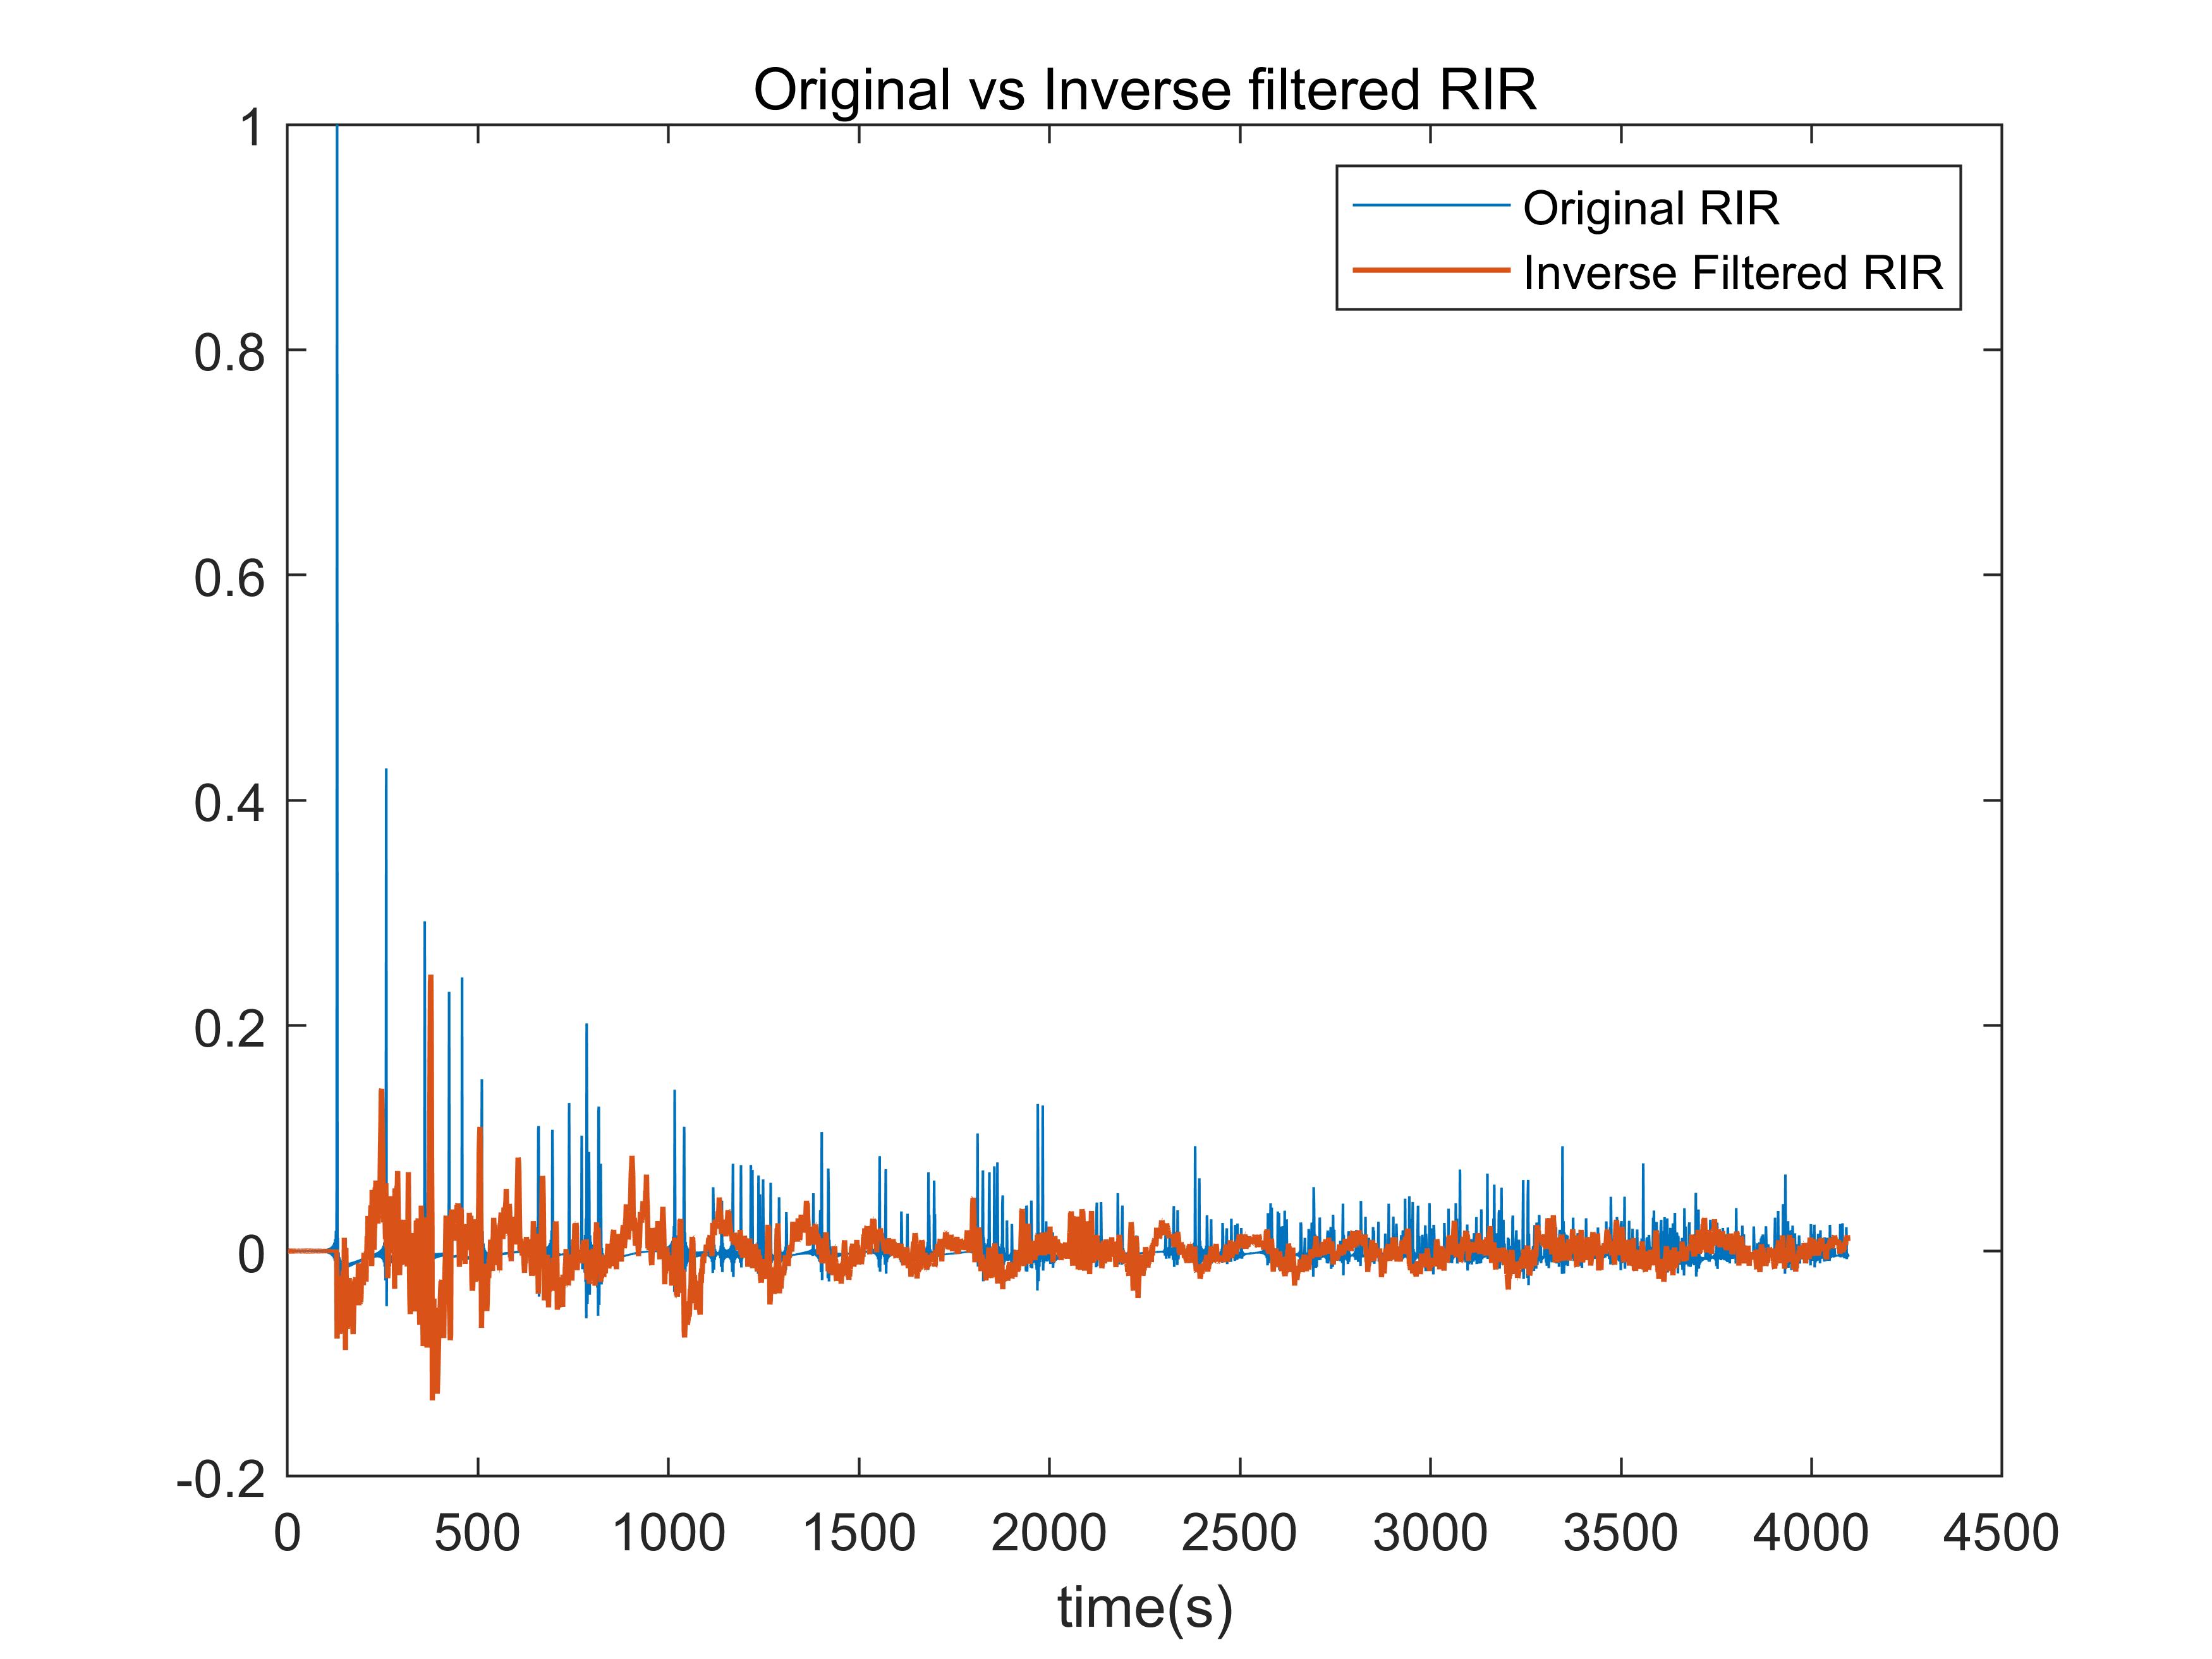 Original vs Inverse filtered RIR
Original RIR
Inverse Filtered RIR
1
0.8
0.6
0.4
0.2
0
-0.2
0 500 1000 1500 2000 2500 3000 3500 4000 4500
time(s)